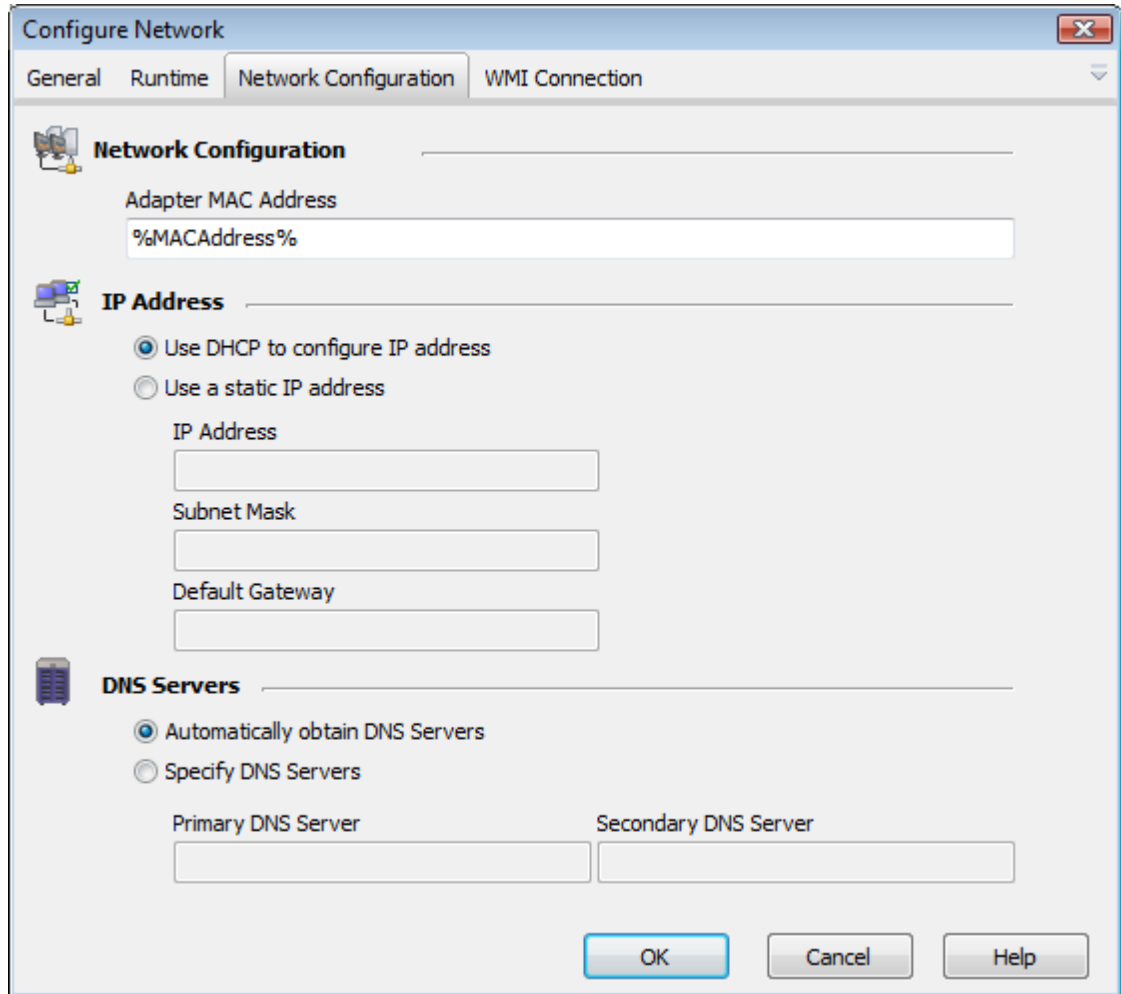 Configure Network
General Runtime Network Configuration WMI Connection
Network Configuration
Adapter MAC Address
%MACAddress%
IP Address
Use DHCP to configure IP address
Use a static IP address
IP Address
Subnet Mask
Default Gateway
DNS Servers
Automatically obtain DNS Servers
Specify DNS Servers
Primary DNS Server Secondary DNS Server
OK Cancel Help